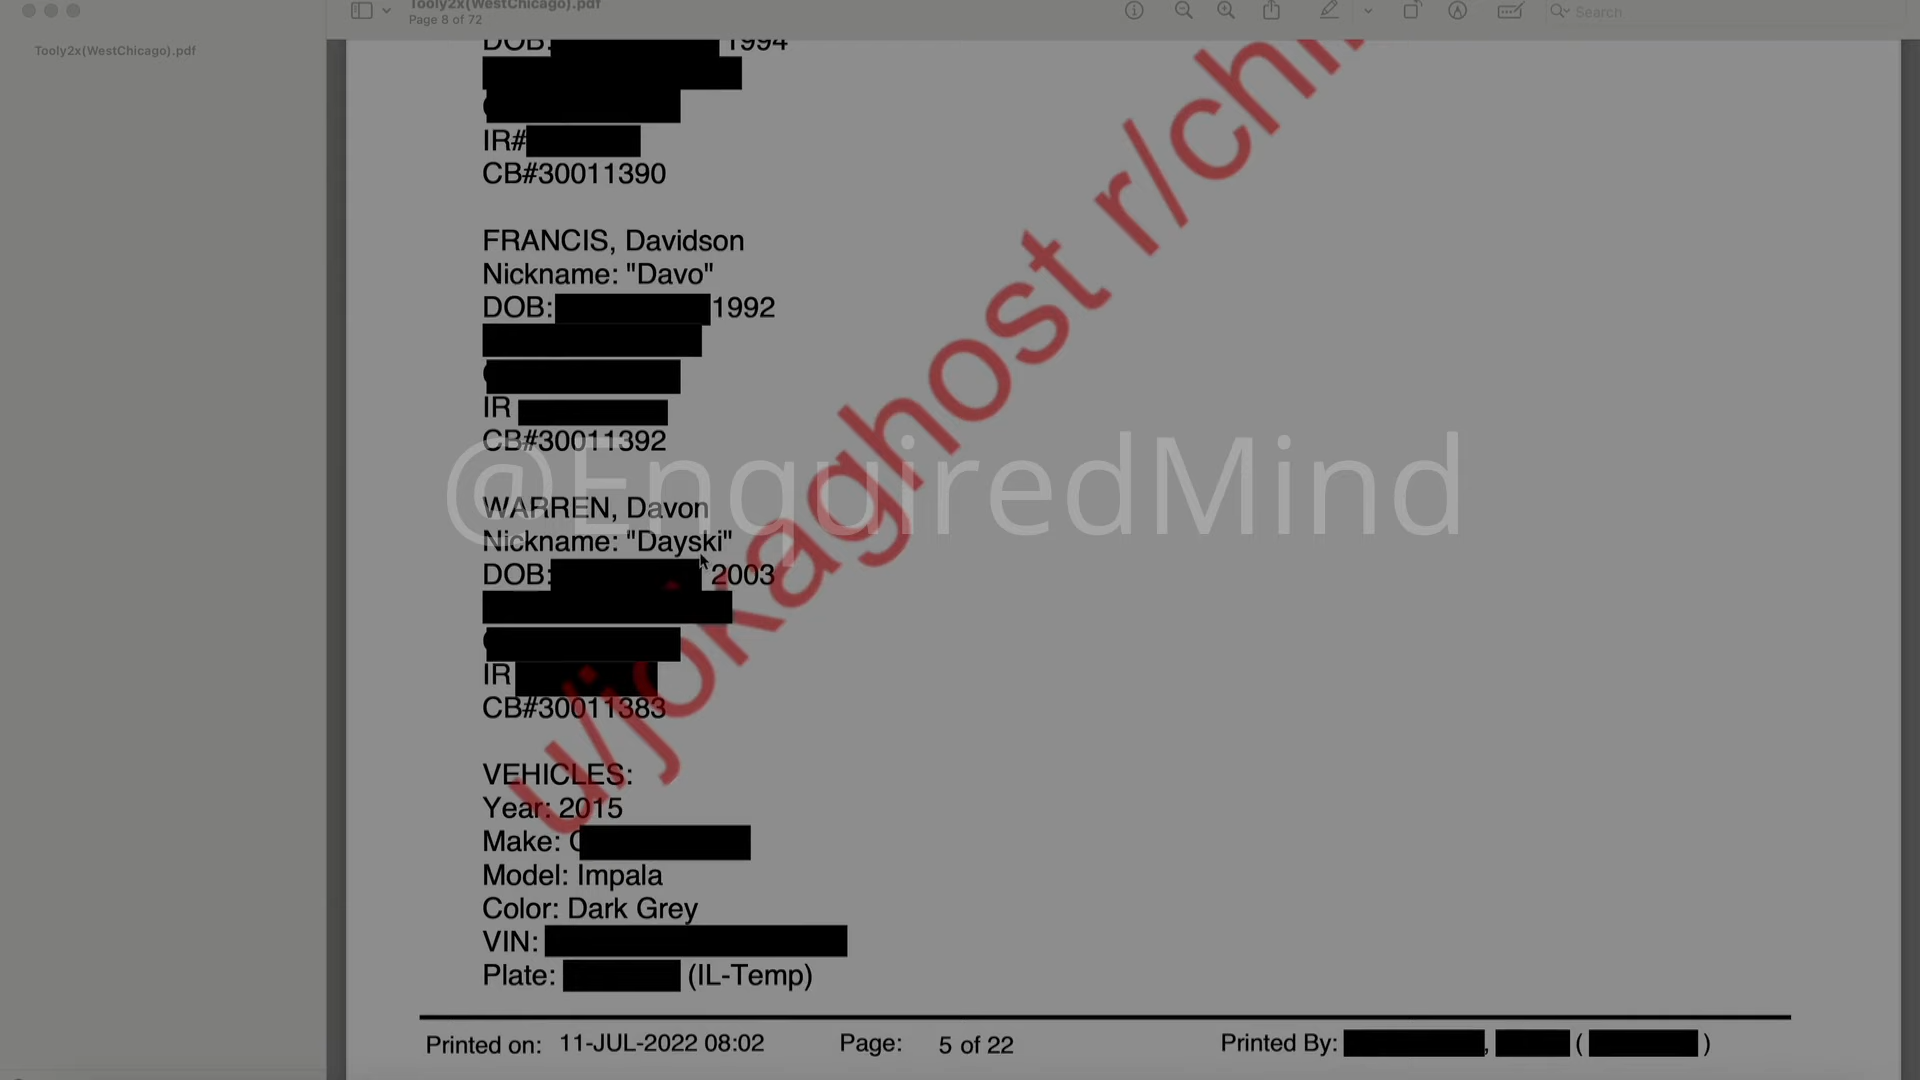 Tooly2x(WestChicago).pdf
Page 8 of 72
Search
Tooly2x(WestChicago).pdf
DOB: 1994
IR#
CB#30011390
FRANCIS, Davidson
Nickname: "Davo"
DOB: 1992
IR
CB#30011392
WARREN, Davon
Nickname: "Dayski"
DOB: 2003
IR
CB#30011383
VEHICLES:
Year: 2015
Make: C
Model: Impala
Color: Dark Grey
VIN:
Plate: (IL-Temp)
Printed on: 11-JUL-2022 08:02 Page: 5 of 22 Printed By: , ( )
u/jokaghost r/chi
@EnquiredMind